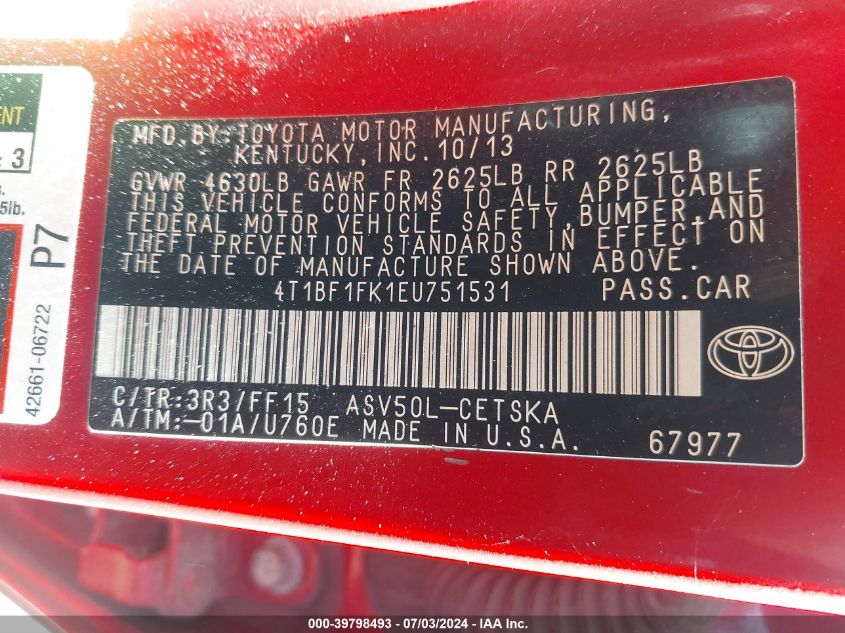 ENT
: 3
s.
5lb.
P7
42661-06722
MFD.BY:TOYOTA MOTOR MANUFACTURING,
KENTUCKY,INC.10/13
GVWR 4630LB GAWR FR 2625LB RR 2625LB
THIS VEHICLE CONFORMS TO ALL APPLICABLE
FEDERAL MOTOR VEHICLE SAFETY,BUMPER,AND
THEFT PREVENTION STANDARDS IN EFFECT ON
THE DATE OF MANUFACTURE SHOWN ABOVE.
4T1BF1FK1EU751531 PASS.CAR
C/TR:3R3/FF15 ASV50L-CETSKA
A/TM:-01A/U760E MADE IN U.S.A. 67977
000-39798493 - 07/03/2024 - IAA, Inc.